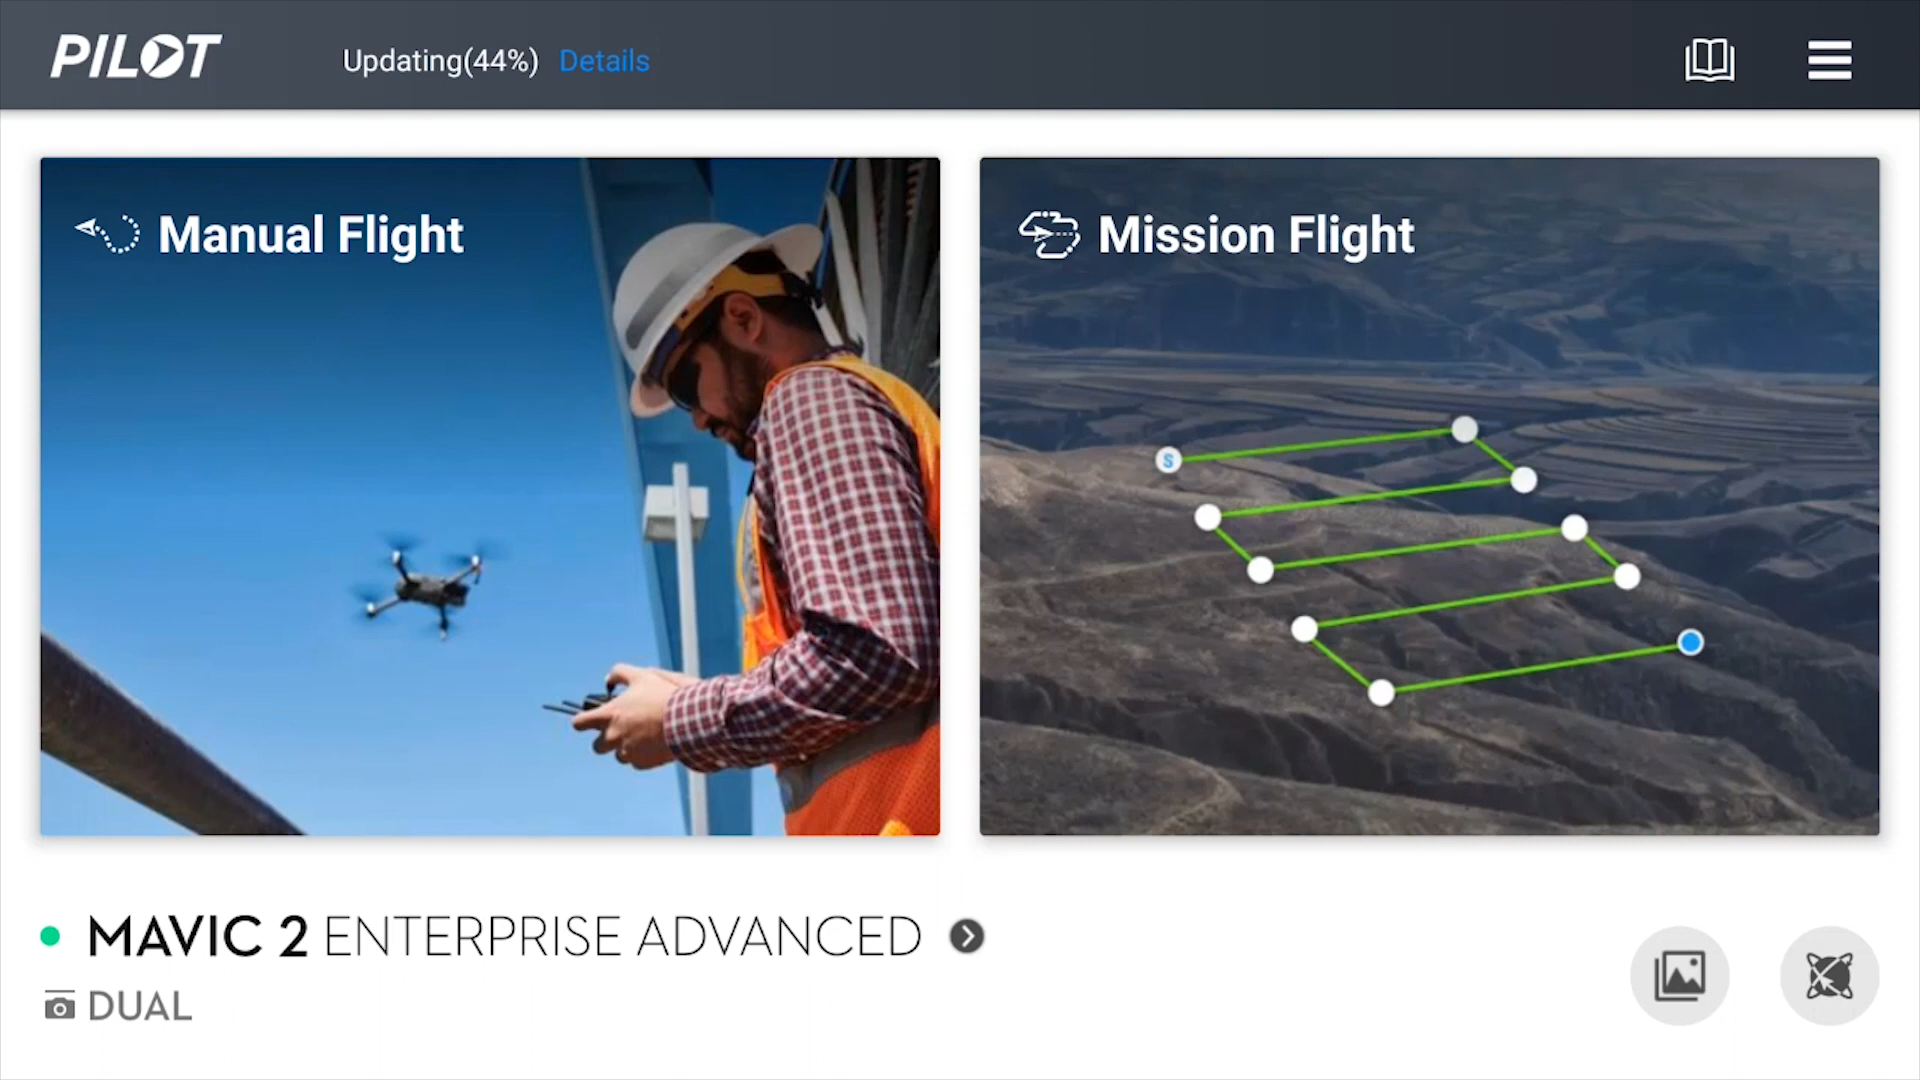 PILOT
Updating(44%) Details
Manual Flight
Mission Flight
S
MAVIC 2 ENTERPRISE ADVANCED
DUAL